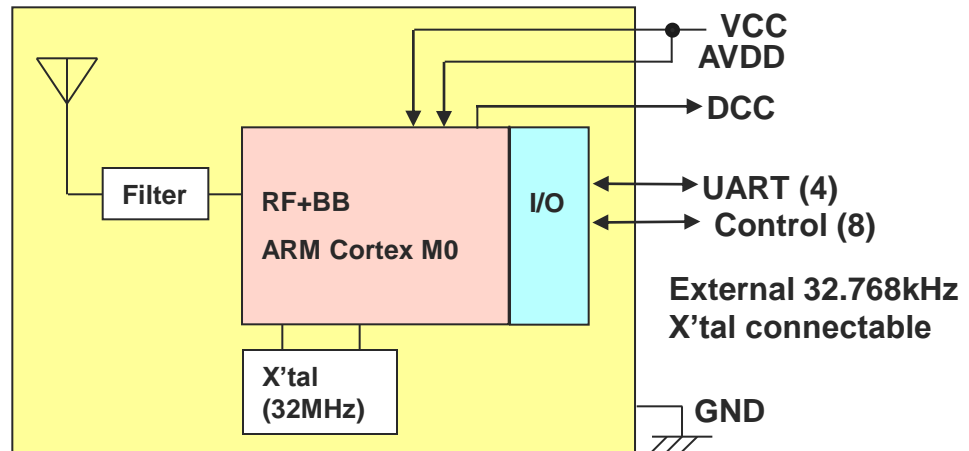 VCC
AVDD
DCC
Filter
RF+BB
ARM Cortex M0
I/O
UART (4)
Control (8)
External 32.768kHz
X'tal connectable
X'tal
(32MHz)
GND